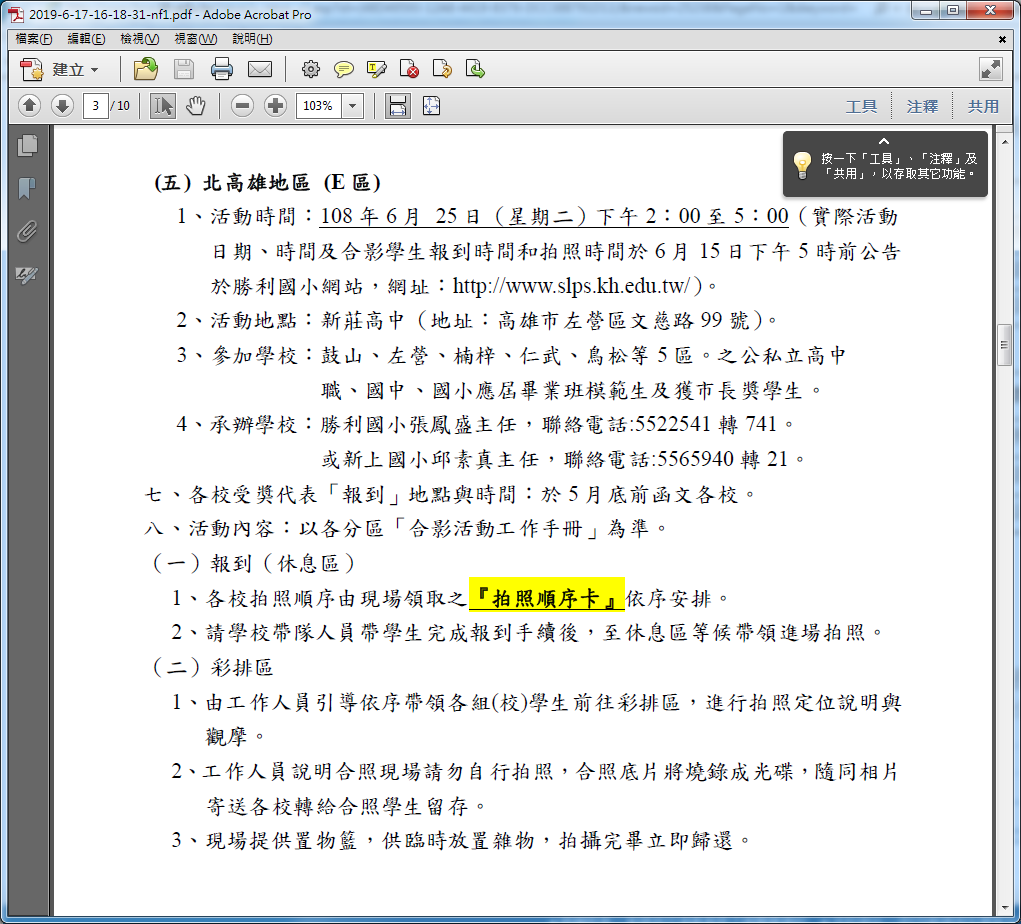 2019-6-17-16-18-31-nf1.pdf - Adobe Acrobat Pro
檔案(F) 編輯(E) 檢視(V) 視窗(W) 說明(H)
建立
3 / 10 103% 工具 注釋 共用
按一下「工具」、「注釋」及
「共用」，以存取其它功能。
(五) 北高雄地區 (E 區)
1、活動時間：108 年 6 月 25 日（星期二）下午 2：00 至 5：00（實際活動
日期、時間及合影學生報到時間和拍照時間於 6 月 15 日下午 5 時前公告
於勝利國小網站，網址：http://www.slps.kh.edu.tw/）。
2、活動地點：新莊高中（地址：高雄市左營區文慈路 99 號）。
3、參加學校：鼓山、左營、楠梓、仁武、鳥松等 5 區。之公私立高中
職、國中、國小應屆畢業班模範生及獲市長獎學生。
4、承辦學校：勝利國小張鳳盛主任，聯絡電話:5522541 轉 741。
或新上國小邱素真主任，聯絡電話:5565940 轉 21。
七、各校受獎代表「報到」地點與時間：於 5 月底前函文各校。
八、活動內容：以各分區「合影活動工作手冊」為準。
（一）報到（休息區）
1、各校拍照順序由現場領取之『拍照順序卡』依序安排。
2、請學校帶隊人員帶學生完成報到手續後，至休息區等候帶領進場拍照。
（二）彩排區
1、由工作人員引導依序帶領各組(校)學生前往彩排區，進行拍照定位說明與
觀摩。
2、工作人員說明合照現場請勿自行拍照，合照底片將燒錄成光碟，隨同相片
寄送各校轉給合照學生留存。
3、現場提供置物籃，供臨時放置雜物，拍攝完畢立即歸還。